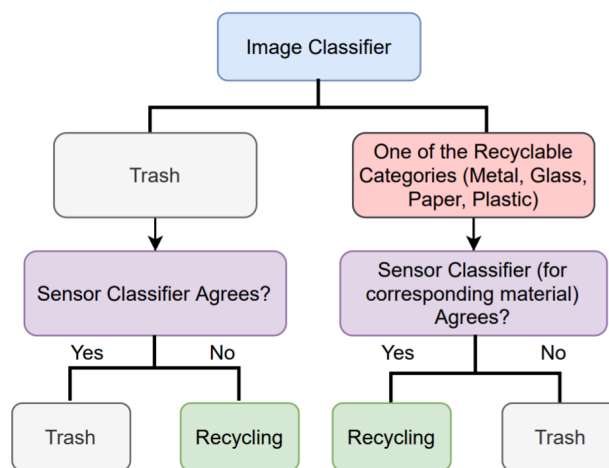 Image Classifier
Trash
One of the Recyclable
Categories (Metal, Glass,
Paper, Plastic)
Sensor Classifier Agrees?
Sensor Classifier (for
corresponding material)
Agrees?
Yes
No
Yes
No
Trash
Recycling
Recycling
Trash